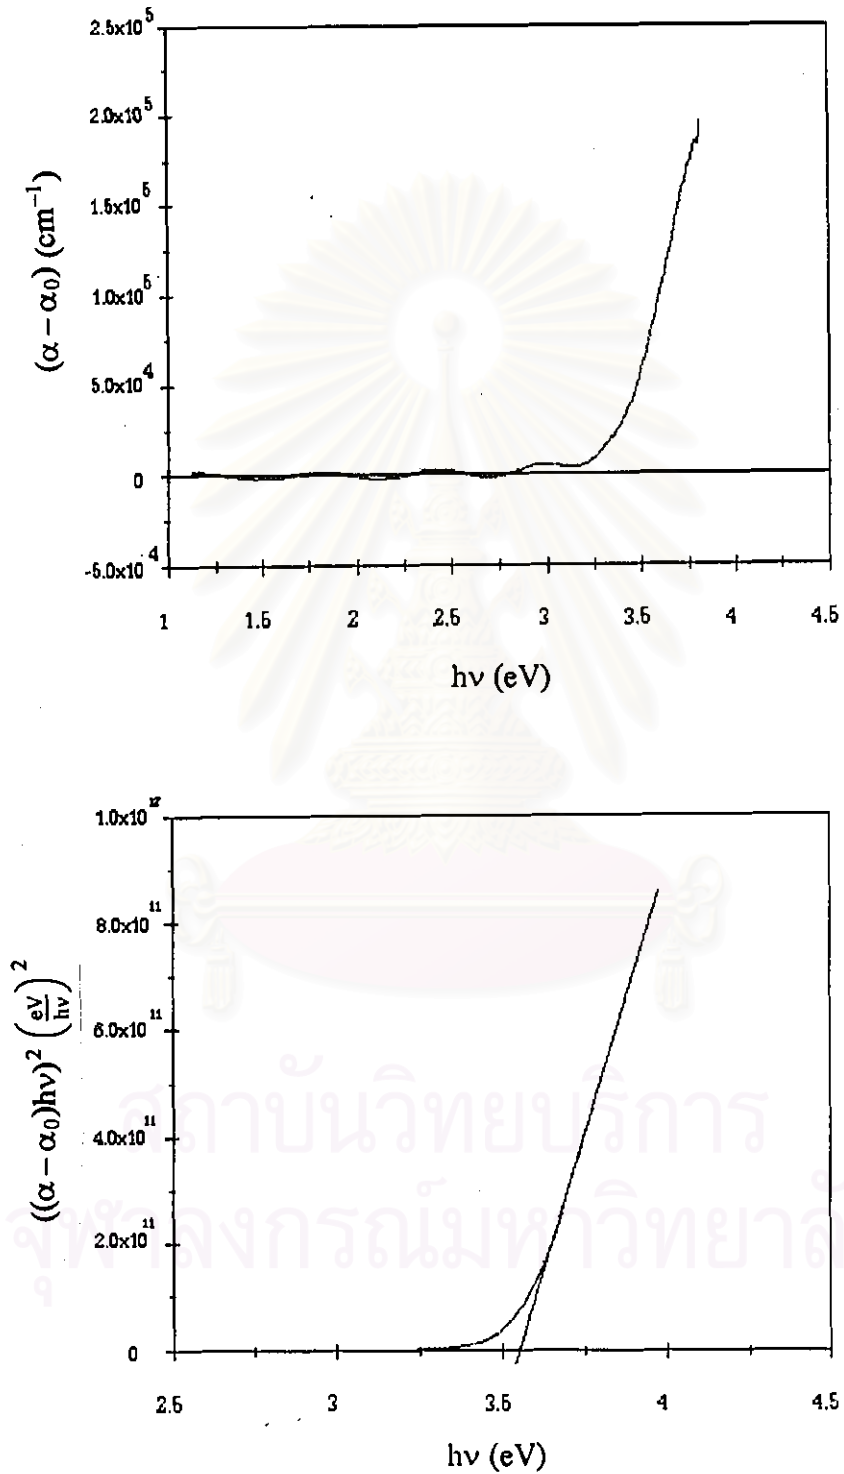 2.5x10^5
2.0x10^5
1.5x10^5
1.0x10^5
5.0x10^4
0
-5.0x10^4
(α − α₀) (cm⁻¹)
1 1.5 2 2.5 3 3.5 4 4.5
hν (eV)
1.0x10^12
8.0x10^11
6.0x10^11
4.0x10^11
2.0x10^11
0
((α − α₀)hν)² (eV/hν)²
2.5 3 3.5 4 4.5
hν (eV)
สถาบันวิทยบริการ
จุฬาลงกรณ์มหาวิทยาลั